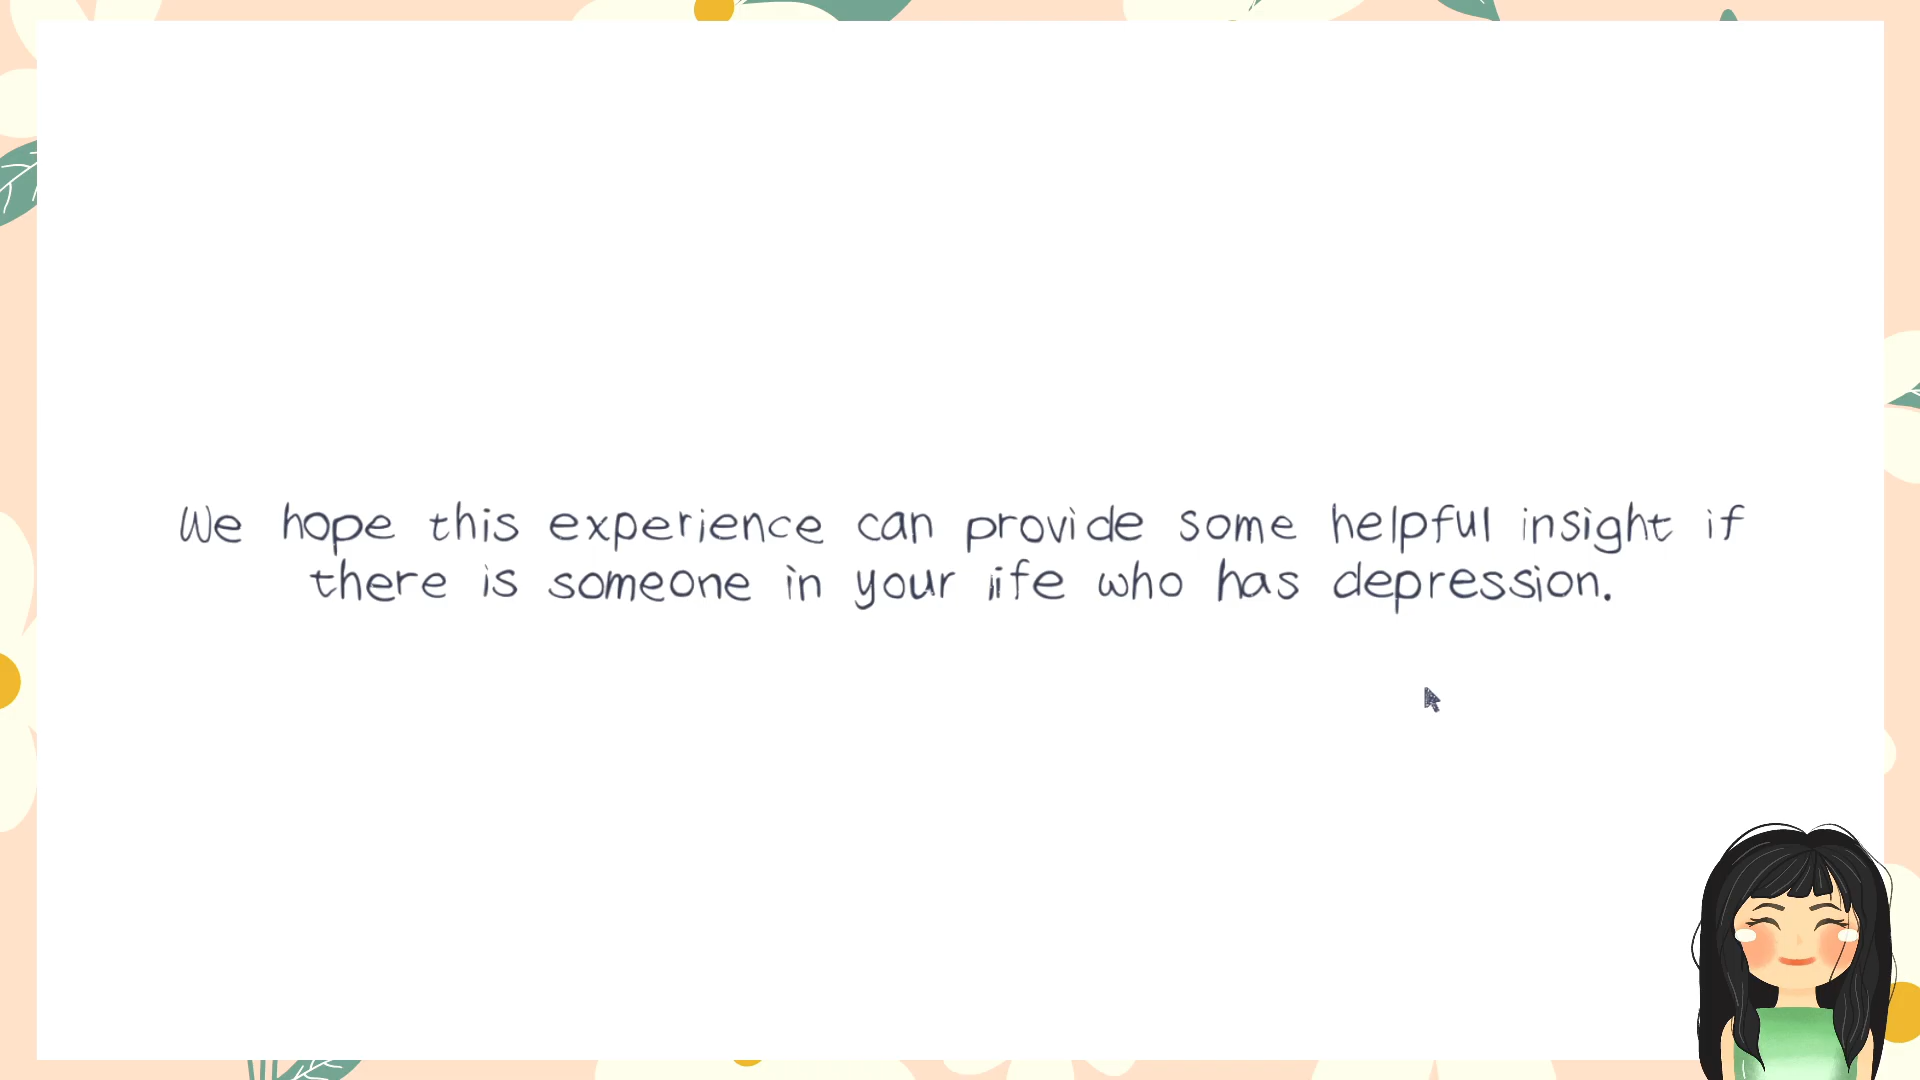 We hope this experience can provide some helpful insight if
there is someone in your life who has depression.